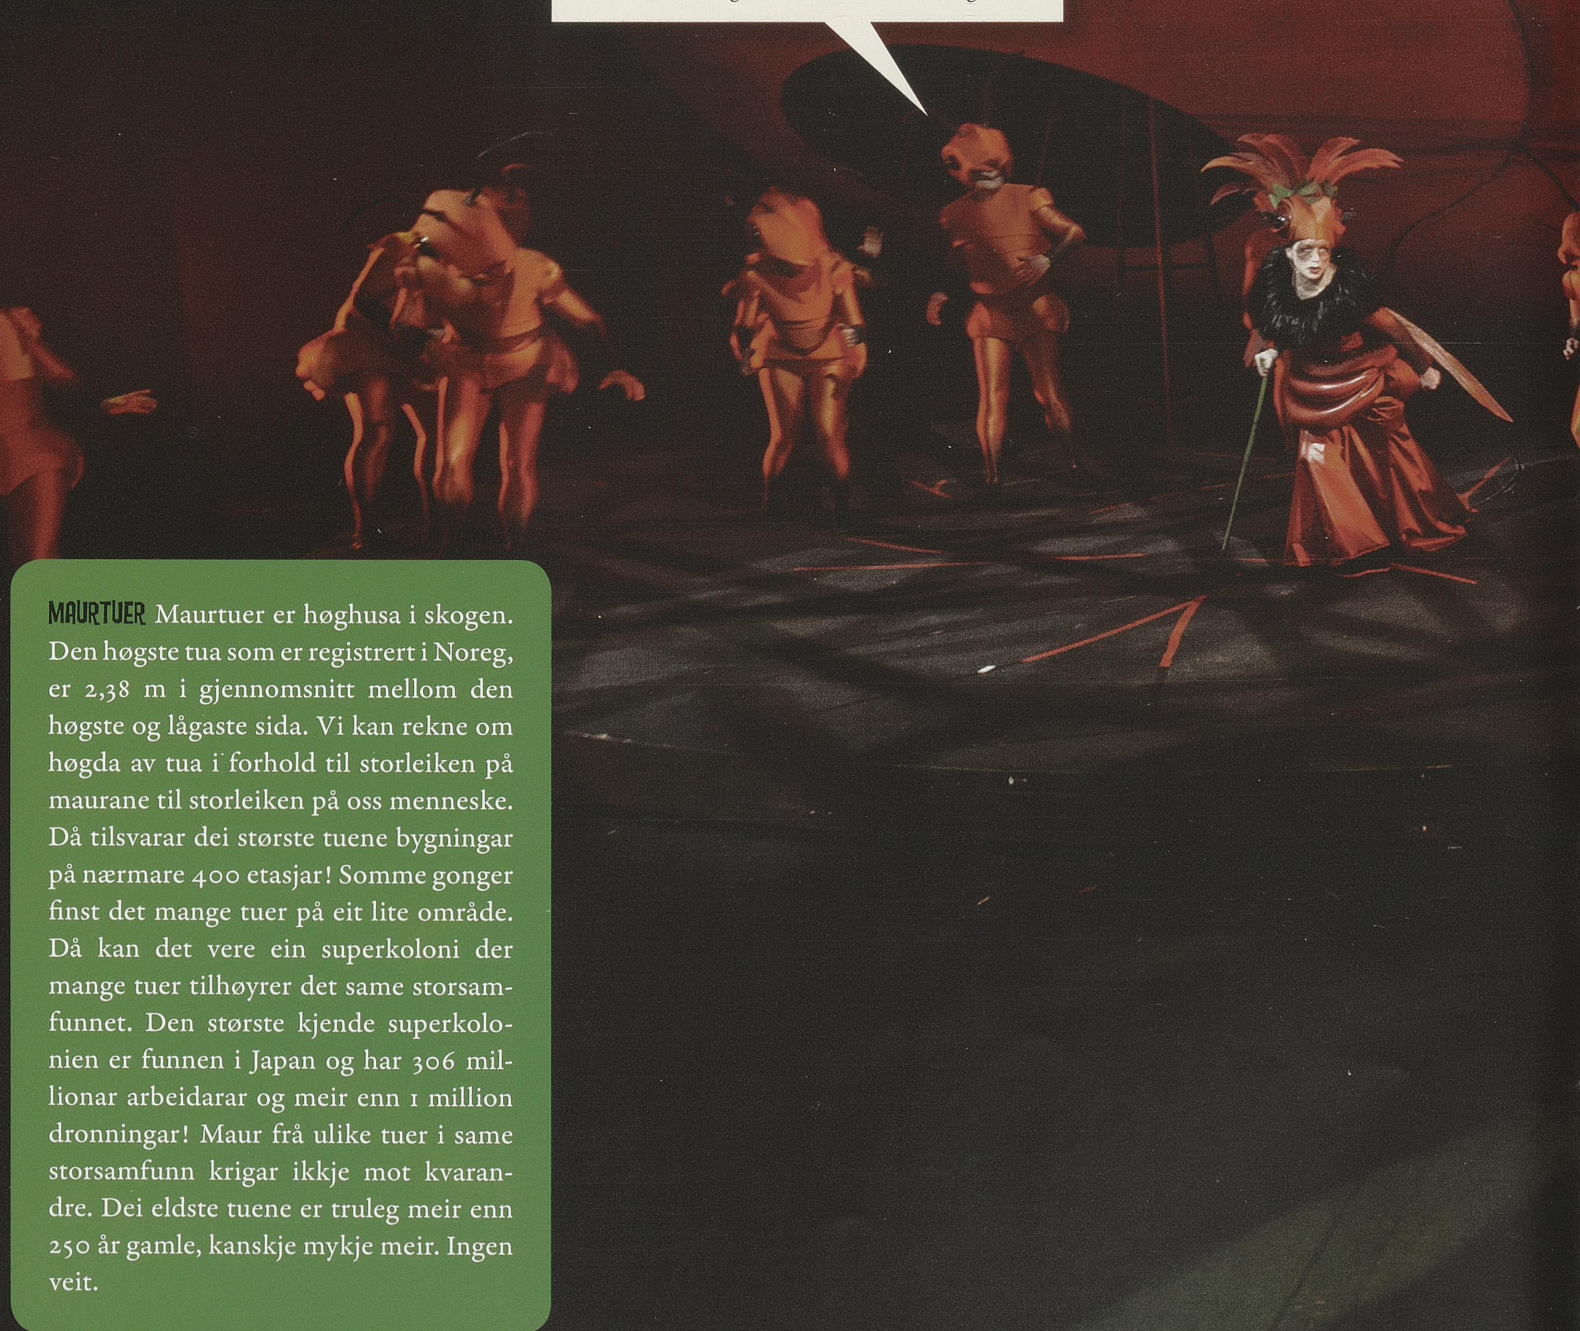 MAURTUER Maurtuer er høghusa i skogen.
Den høgste tua som er registrert i Noreg,
er 2,38 m i gjennomsnitt mellom den
høgste og lågaste sida. Vi kan rekne om
høgda av tua i forhold til storleiken på
maurane til storleiken på oss menneske.
Då tilsvarar dei største tuene bygningar
på nærmare 400 etasjar! Somme gonger
finst det mange tuer på eit lite område.
Då kan det vere ein superkoloni der
mange tuer tilhøyrer det same storsam-
funnet. Den største kjende superkolo-
nien er funnen i Japan og har 306 mil-
lionar arbeidarar og meir enn 1 million
dronningar! Maur frå ulike tuer i same
storsamfunn krigar ikkje mot kvaran-
dre. Dei eldste tuene er truleg meir enn
250 år gamle, kanskje mykje meir. Ingen
veit.